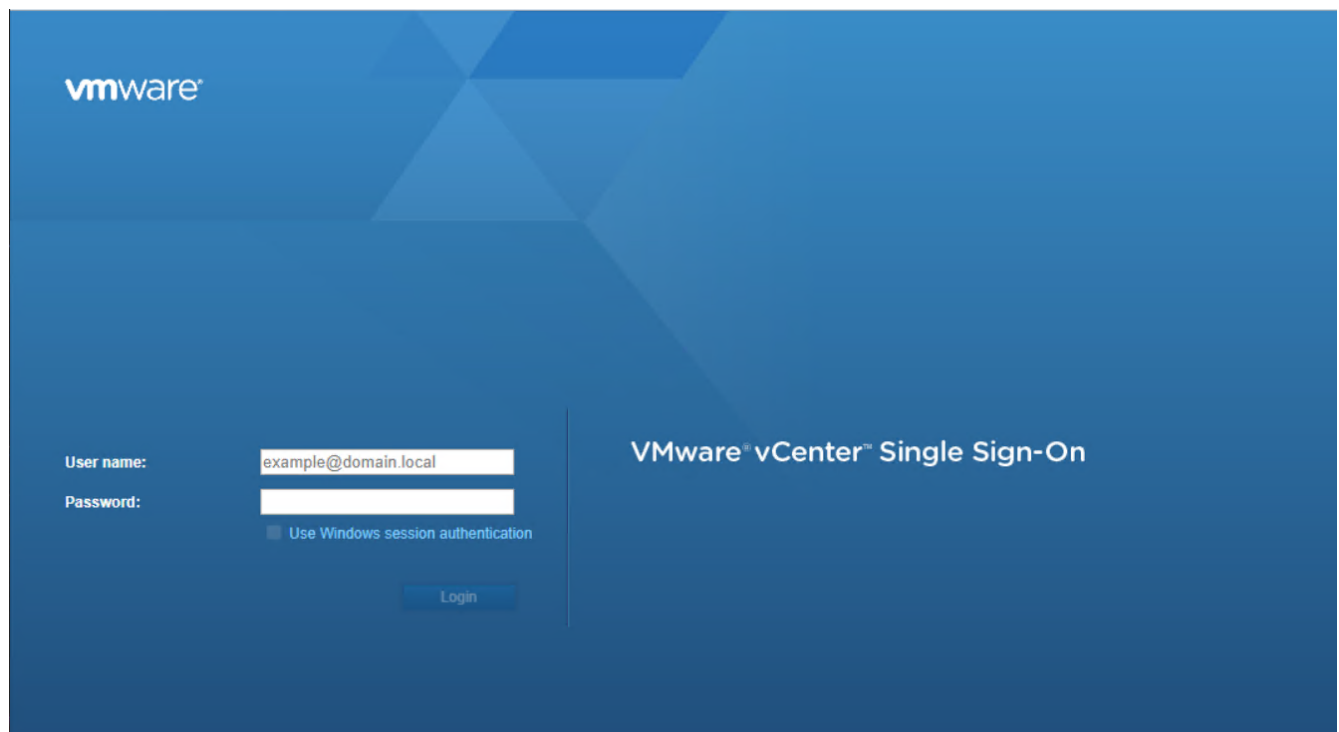 vmware®
User name:
example@domain.local
VMware® vCenter™ Single Sign-On
Password:
Use Windows session authentication
Login